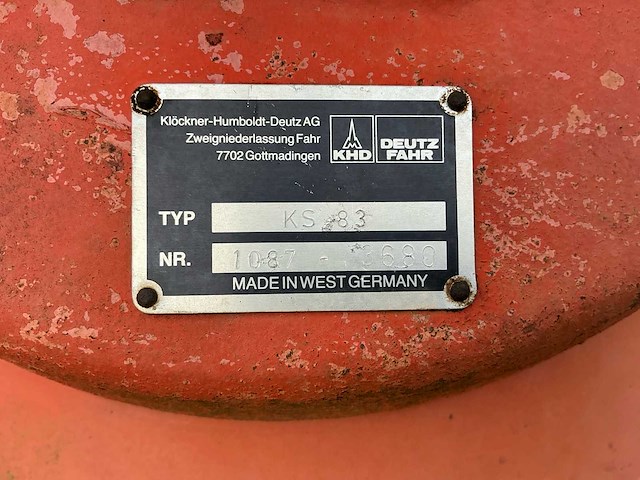 Klöckner-Humboldt-Deutz AG
Zweigniederlassung Fahr
7702 Gottmadingen
KHD
DEUTZ
FAHR
TYP KS 83
NR. 1087 -
MADE IN WEST GERMANY